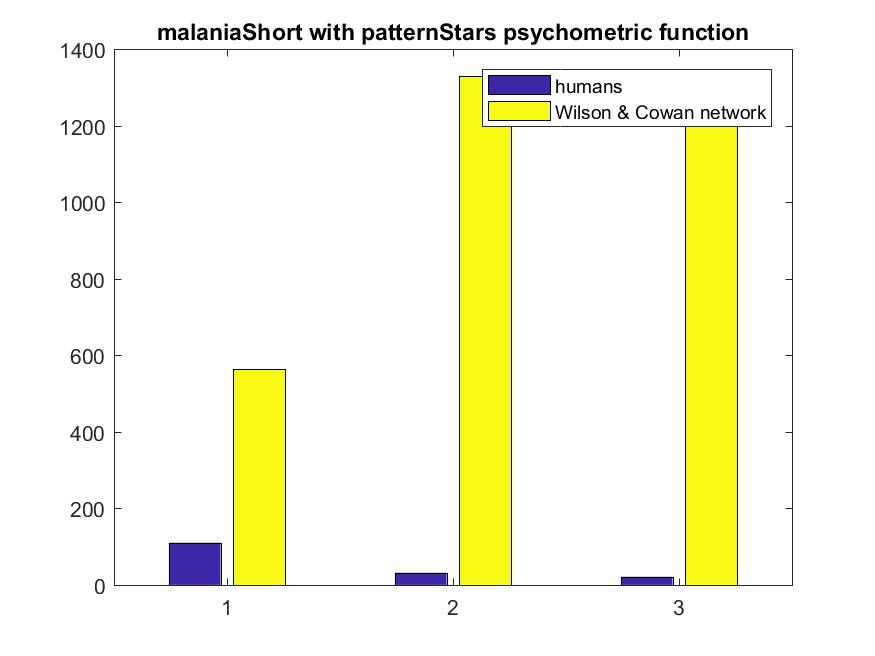 malaniaShort with patternStars psychometric function
1400
1200
1000
800
600
400
200
0
humans
Wilson & Cowan network
1 2 3